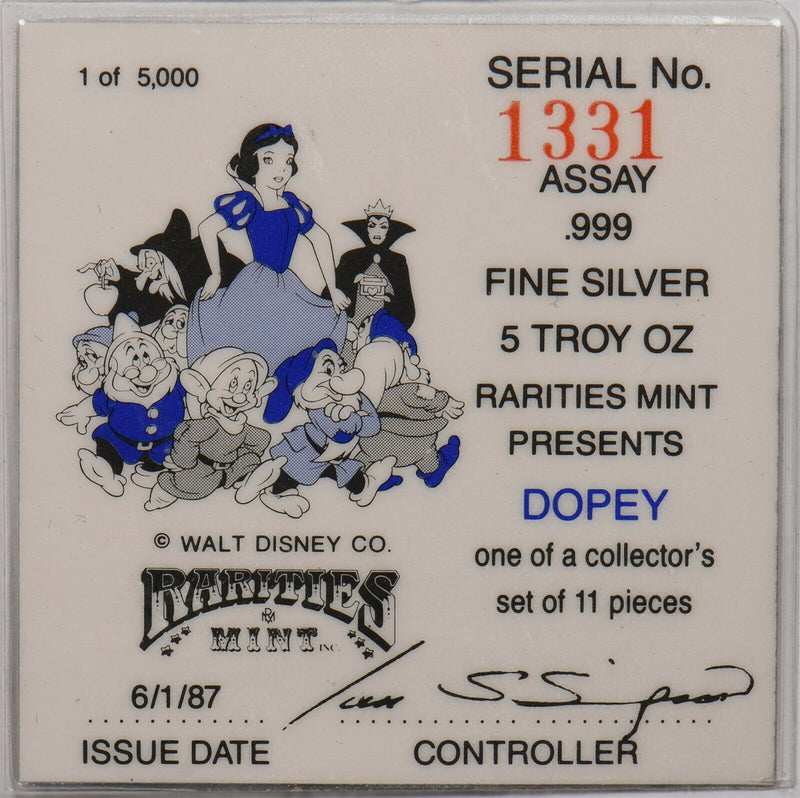 1 of 5,000
SERIAL No.
1331
ASSAY
.999
FINE SILVER
5 TROY OZ
RARITIES MINT
PRESENTS
DOPEY
one of a collector's
set of 11 pieces
© WALT DISNEY CO.
RARITIES
RM
MINT INC.
6/1/87
ISSUE DATE
CONTROLLER